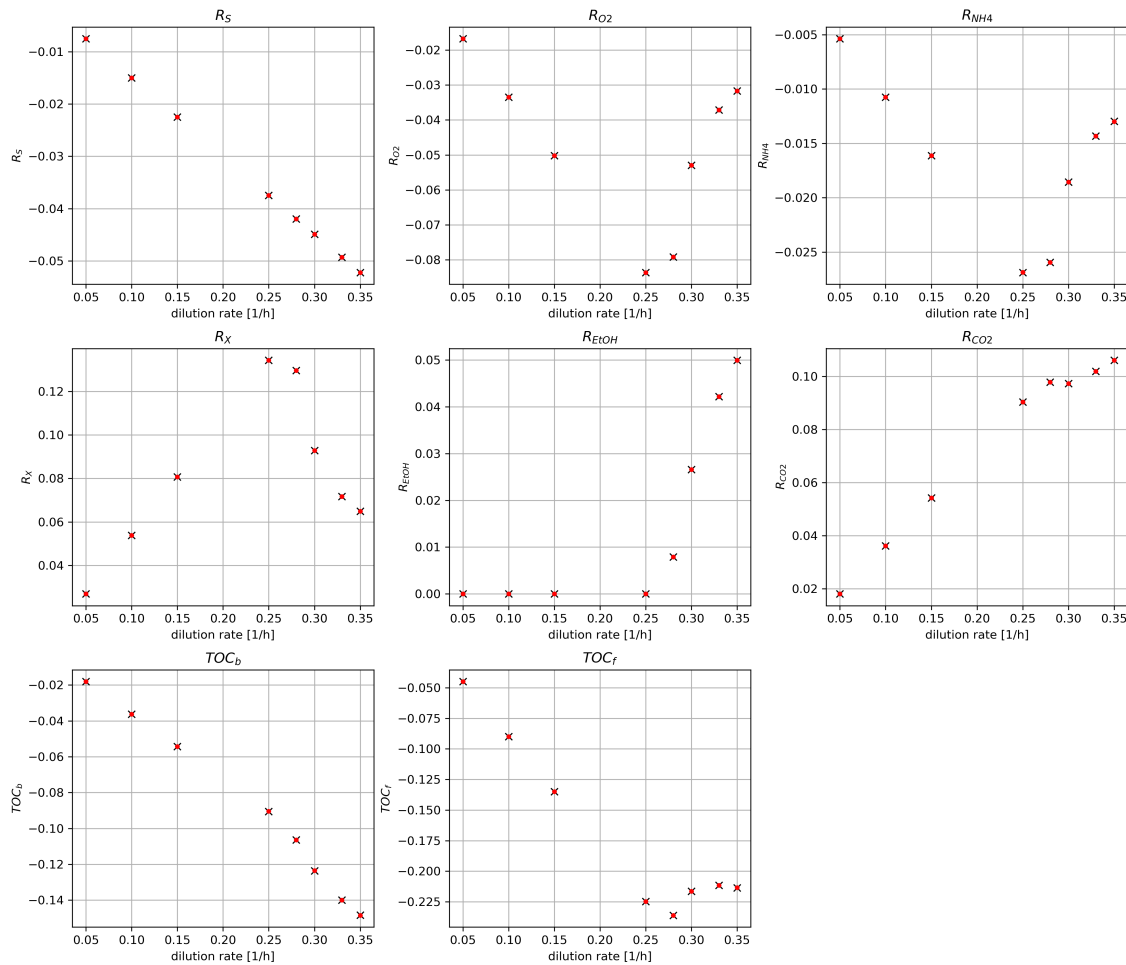 R_S
R_S
−0.01
−0.02
−0.03
−0.04
−0.05
0.05 0.10 0.15 0.20 0.25 0.30 0.35
dilution rate [1/h]
R_O2
R_O2
−0.02
−0.03
−0.04
−0.05
−0.06
−0.07
−0.08
0.05 0.10 0.15 0.20 0.25 0.30 0.35
dilution rate [1/h]
R_NH4
R_NH4
−0.005
−0.010
−0.015
−0.020
−0.025
0.05 0.10 0.15 0.20 0.25 0.30 0.35
dilution rate [1/h]
R_X
R_X
0.12
0.10
0.08
0.06
0.04
0.05 0.10 0.15 0.20 0.25 0.30 0.35
dilution rate [1/h]
R_EtOH
R_EtOH
0.05
0.04
0.03
0.02
0.01
0.00
0.05 0.10 0.15 0.20 0.25 0.30 0.35
dilution rate [1/h]
R_CO2
R_CO2
0.10
0.08
0.06
0.04
0.02
0.05 0.10 0.15 0.20 0.25 0.30 0.35
dilution rate [1/h]
TOC_b
TOC_b
−0.02
−0.04
−0.06
−0.08
−0.10
−0.12
−0.14
0.05 0.10 0.15 0.20 0.25 0.30 0.35
dilution rate [1/h]
TOC_f
TOC_f
−0.050
−0.075
−0.100
−0.125
−0.150
−0.175
−0.200
−0.225
0.05 0.10 0.15 0.20 0.25 0.30 0.35
dilution rate [1/h]